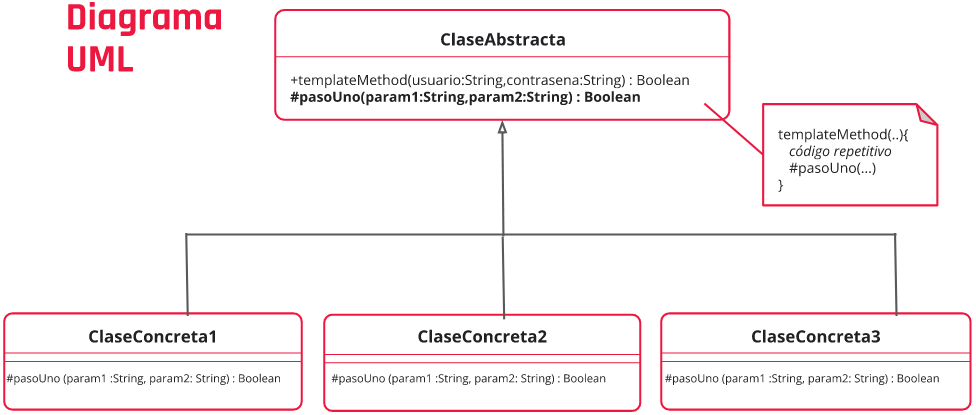 Diagrama
UML
ClaseAbstracta
+templateMethod(usuario:String,contrasena:String) : Boolean
#pasoUno(param1:String,param2:String) : Boolean
templateMethod(..){
código repetitivo
#pasoUno(...)
}
ClaseConcreta1
#pasoUno (param1 :String, param2: String) : Boolean
ClaseConcreta2
#pasoUno (param1 :String, param2: String) : Boolean
ClaseConcreta3
#pasoUno (param1 :String, param2: String) : Boolean